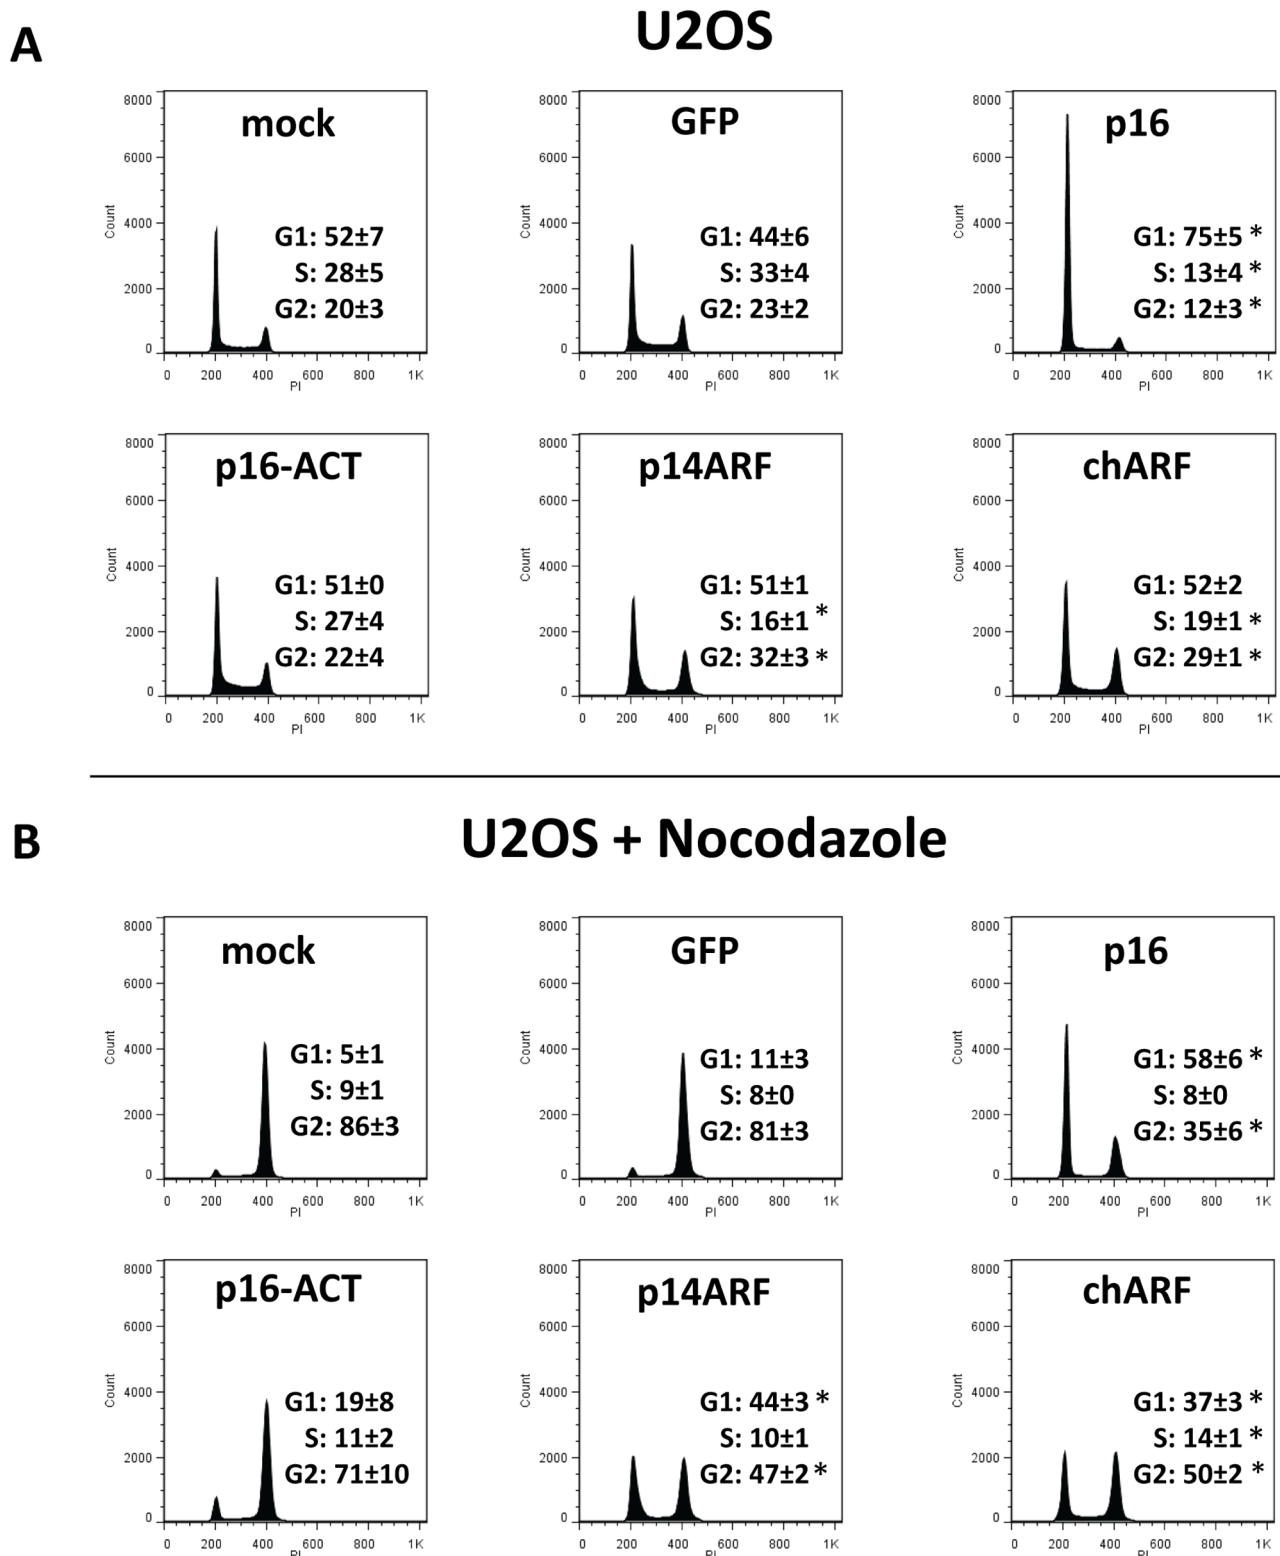 A
U2OS
mock
8000
6000
4000
2000
0
Count
G1: 52±7
S: 28±5
G2: 20±3
0 200 400 600 800 1K
PI
GFP
8000
6000
4000
2000
0
Count
G1: 44±6
S: 33±4
G2: 23±2
0 200 400 600 800 1K
PI
p16
8000
6000
4000
2000
0
Count
G1: 75±5 *
S: 13±4 *
G2: 12±3 *
0 200 400 600 800 1K
PI
p16-ACT
8000
6000
4000
2000
0
Count
G1: 51±0
S: 27±4
G2: 22±4
0 200 400 600 800 1K
PI
p14ARF
8000
6000
4000
2000
0
Count
G1: 51±1
S: 16±1 *
G2: 32±3 *
0 200 400 600 800 1K
PI
chARF
8000
6000
4000
2000
0
Count
G1: 52±2
S: 19±1 *
G2: 29±1 *
0 200 400 600 800 1K
PI
B
U2OS + Nocodazole
mock
8000
6000
4000
2000
0
Count
G1: 5±1
S: 9±1
G2: 86±3
0 200 400 600 800 1K
PI
GFP
8000
6000
4000
2000
0
Count
G1: 11±3
S: 8±0
G2: 81±3
0 200 400 600 800 1K
PI
p16
8000
6000
4000
2000
0
Count
G1: 58±6 *
S: 8±0
G2: 35±6 *
0 200 400 600 800 1K
PI
p16-ACT
8000
6000
4000
2000
0
Count
G1: 19±8
S: 11±2
G2: 71±10
0 200 400 600 800 1K
PI
p14ARF
8000
6000
4000
2000
0
Count
G1: 44±3 *
S: 10±1
G2: 47±2 *
0 200 400 600 800 1K
PI
chARF
8000
6000
4000
2000
0
Count
G1: 37±3 *
S: 14±1 *
G2: 50±2 *
0 200 400 600 800 1K
PI